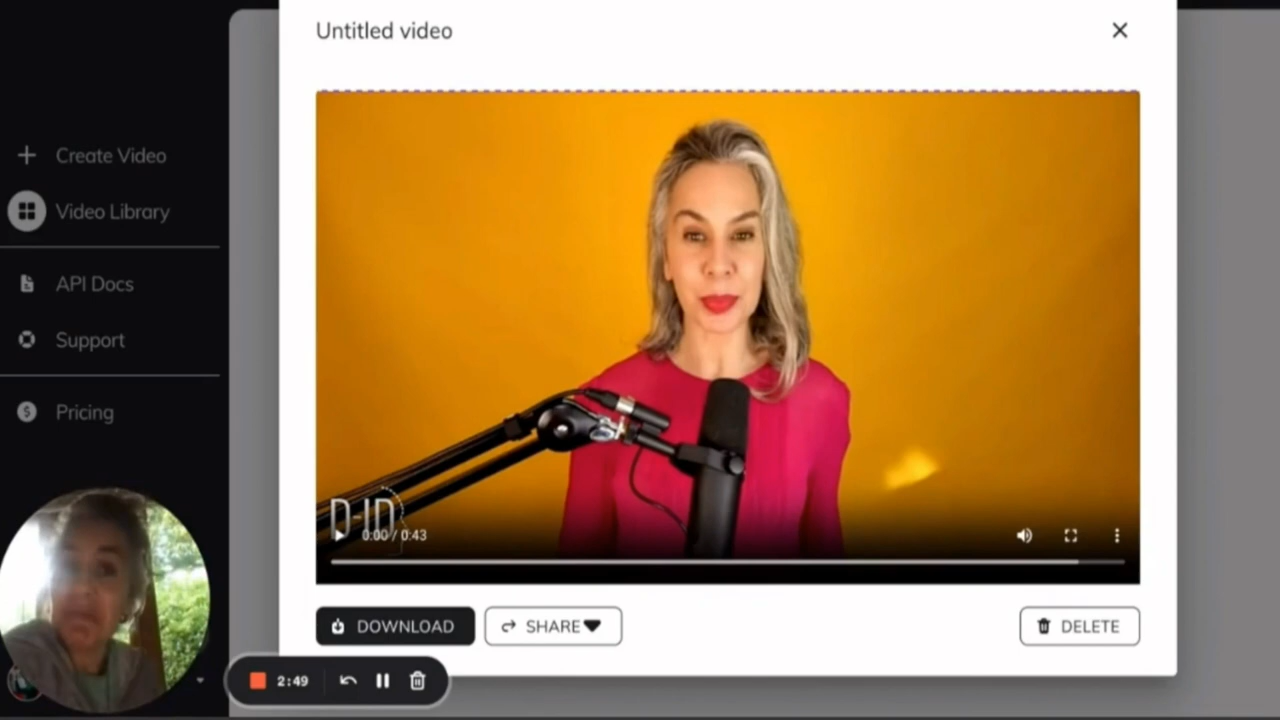 Untitled video
Create Video
Video Library
API Docs
Support
Pricing
D-ID
0:00 / 0:43
DOWNLOAD
SHARE
DELETE
2:49